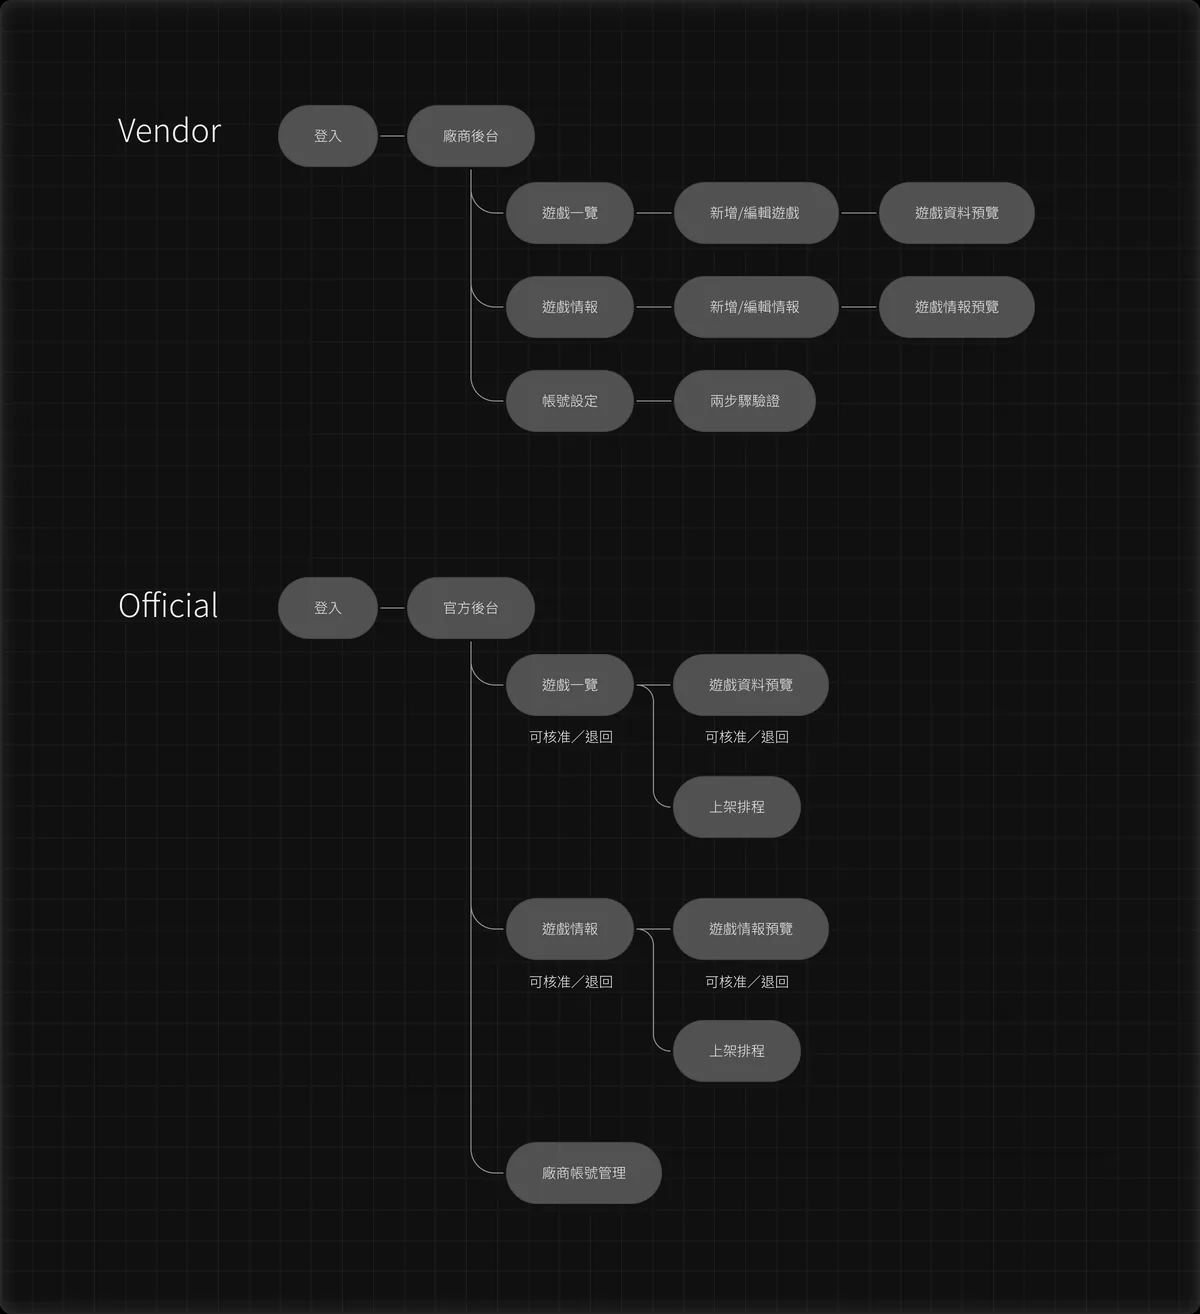 Vendor
登入
廠商後台
遊戲一覽
新增/編輯遊戲
遊戲資料預覽
遊戲情報
新增/編輯情報
遊戲情報預覽
帳號設定
兩步驟驗證
Official
登入
官方後台
遊戲一覽
遊戲資料預覽
可核准／退回
可核准／退回
上架排程
遊戲情報
遊戲情報預覽
可核准／退回
可核准／退回
上架排程
廠商帳號管理